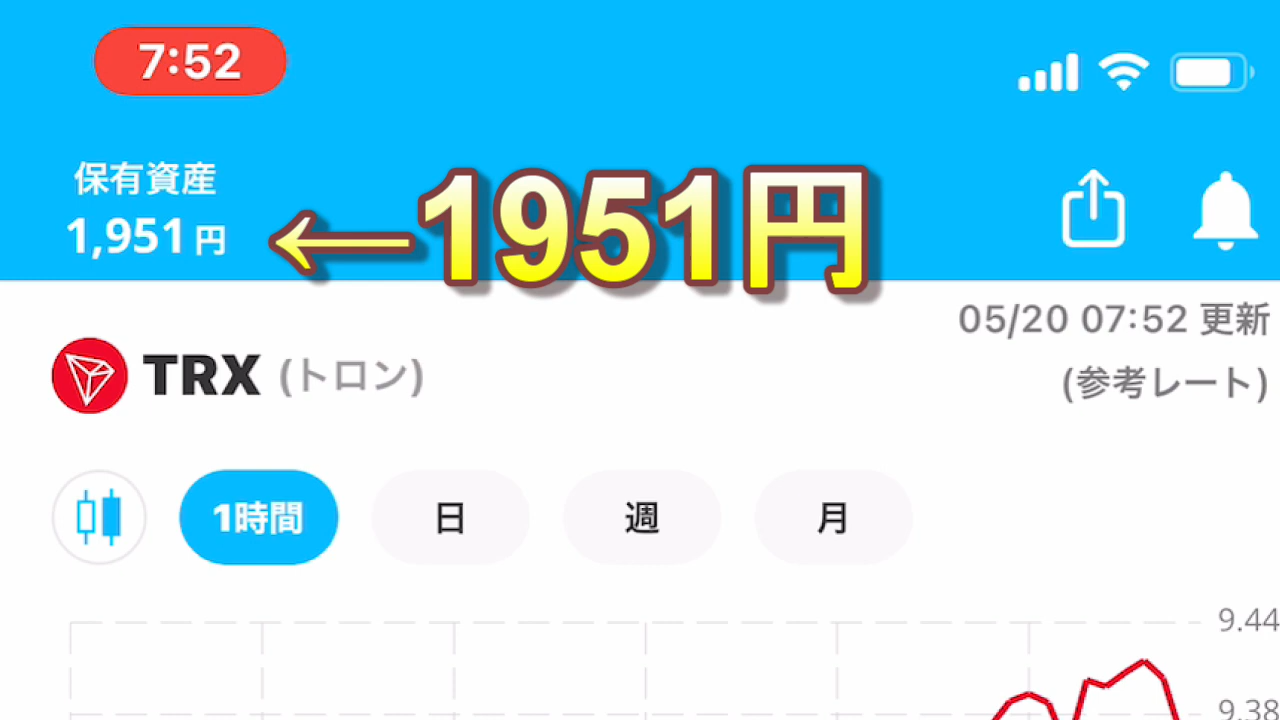 7:52
保有資産
1,951円
←1951円
05/20 07:52 更新
TRX (トロン)
(参考レート)
1時間
日
週
月
9.44
9.38